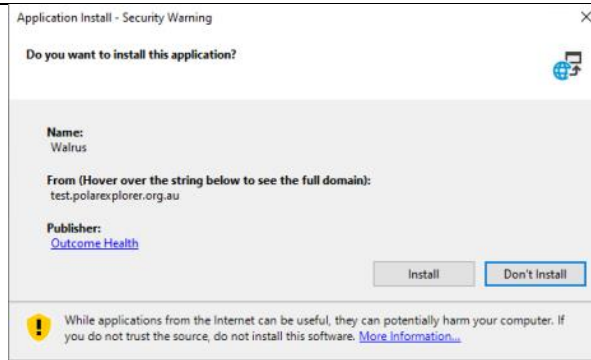 Application Install - Security Warning
Do you want to install this application?
Name:
Walrus
From (Hover over the string below to see the full domain):
test.polarexplorer.org.au
Publisher:
Outcome Health
Install
Don't Install
While applications from the Internet can be useful, they can potentially harm your computer. If
you do not trust the source, do not install this software. More Information...